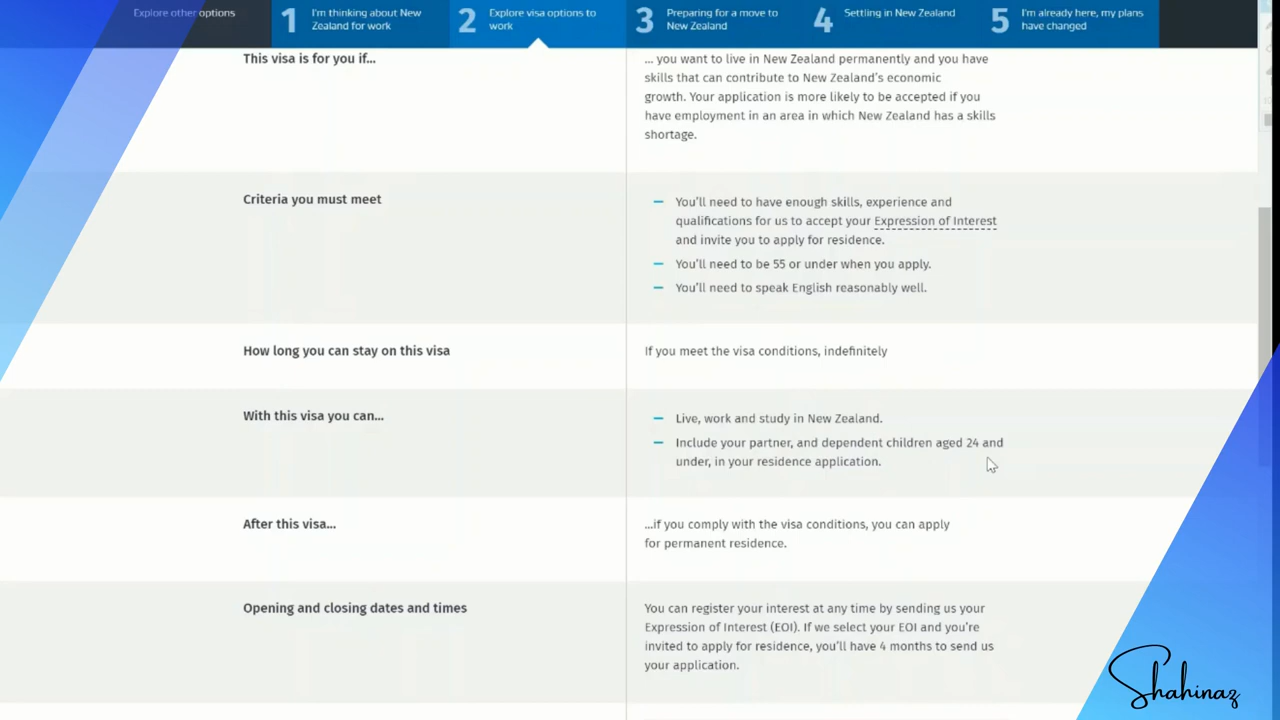 Explore other options
1 I'm thinking about New
Zealand for work
2 Explore visa options to
work
3 Preparing for a move to
New Zealand
4 Settling in New Zealand
5 I'm already here, my plans
have changed
This visa is for you if...
... you want to live in New Zealand permanently and you have
skills that can contribute to New Zealand's economic
growth. Your application is more likely to be accepted if you
have employment in an area in which New Zealand has a skills
shortage.
Criteria you must meet
– You'll need to have enough skills, experience and
qualifications for us to accept your Expression of Interest
and invite you to apply for residence.
– You'll need to be 55 or under when you apply.
– You'll need to speak English reasonably well.
How long you can stay on this visa
If you meet the visa conditions, indefinitely
With this visa you can...
– Live, work and study in New Zealand.
– Include your partner, and dependent children aged 24 and
under, in your residence application.
After this visa...
...if you comply with the visa conditions, you can apply
for permanent residence.
Opening and closing dates and times
You can register your interest at any time by sending us your
Expression of Interest (EOI). If we select your EOI and you're
invited to apply for residence, you'll have 4 months to send us
your application.
Shahinaz